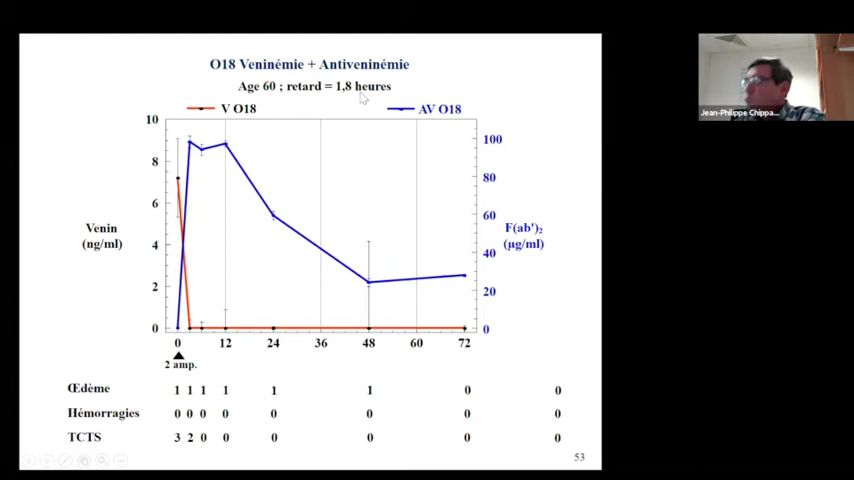 O18 Veninémie + Antiveninémie
Age 60 ; retard = 1,8 heures
V O18 AV O18
10
8
6
4
2
0
Venin
(ng/ml)
100
80
60
40
20
0
F(ab')₂
(µg/ml)
0 12 24 36 48 60 72
2 amp.
Œdème 1 1 1 1 1 1 0 0
Hémorragies 0 0 0 0 0 0 0 0
TCTS 3 2 0 0 0 0 0 0
53
Jean-Philippe Chippa...